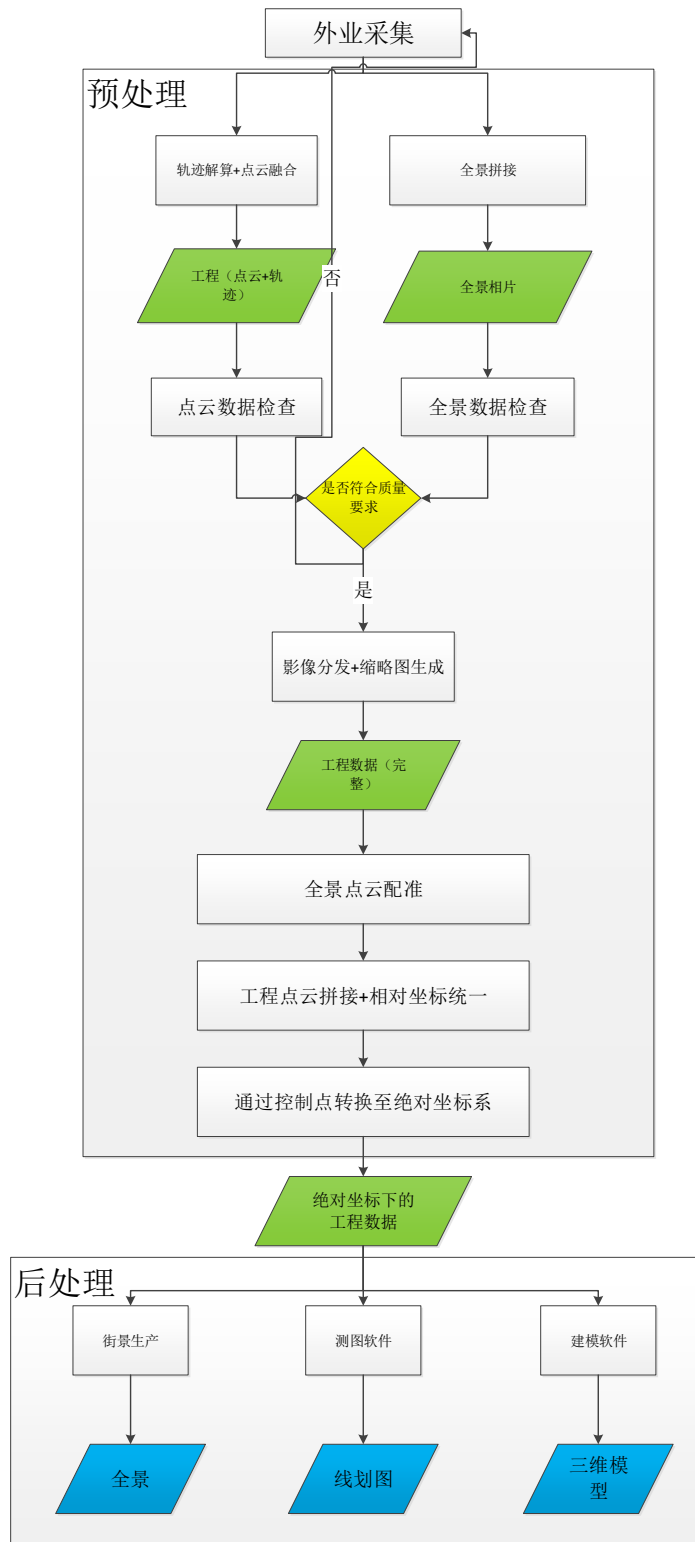 外业采集
预处理
轨迹解算+点云融合
全景拼接
工程（点云+轨
迹）
否
全景相片
点云数据检查
全景数据检查
是否符合质量
要求
是
影像分发+缩略图生成
工程数据（完
整）
全景点云配准
工程点云拼接+相对坐标统一
通过控制点转换至绝对坐标系
绝对坐标下的
工程数据
后处理
街景生产
测图软件
建模软件
全景
线划图
三维模
型